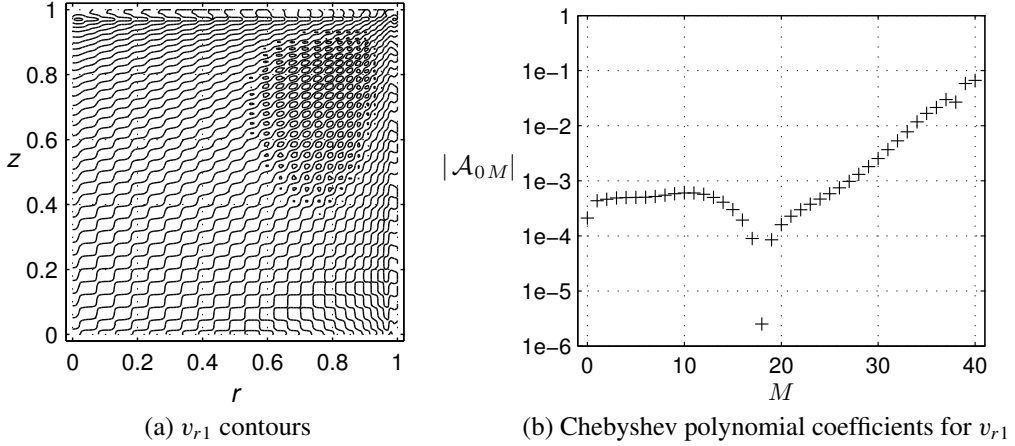 1
0.8
0.6
z
0.4
0.2
0
0 0.2 0.4 0.6 0.8 1
r
(a) v_{r1} contours
1
1e-1
1e-2
|A_{0M}|
1e-3
1e-4
1e-5
1e-6
0 10 20 30 40
M
(b) Chebyshev polynomial coefficients for v_{r1}